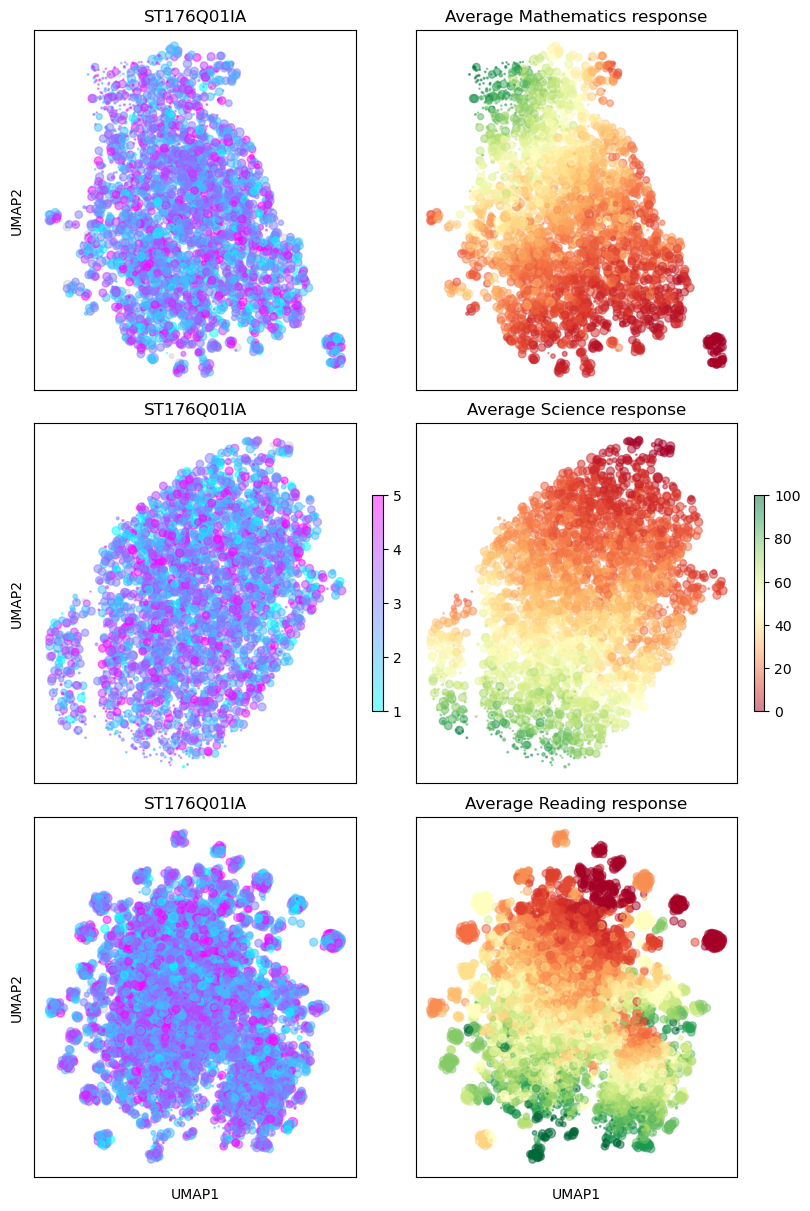 ST176Q01IA
Average Mathematics response
UMAP2
ST176Q01IA
Average Science response
UMAP2
5
4
3
2
1
100
80
60
40
20
0
ST176Q01IA
Average Reading response
UMAP2
UMAP1
UMAP1